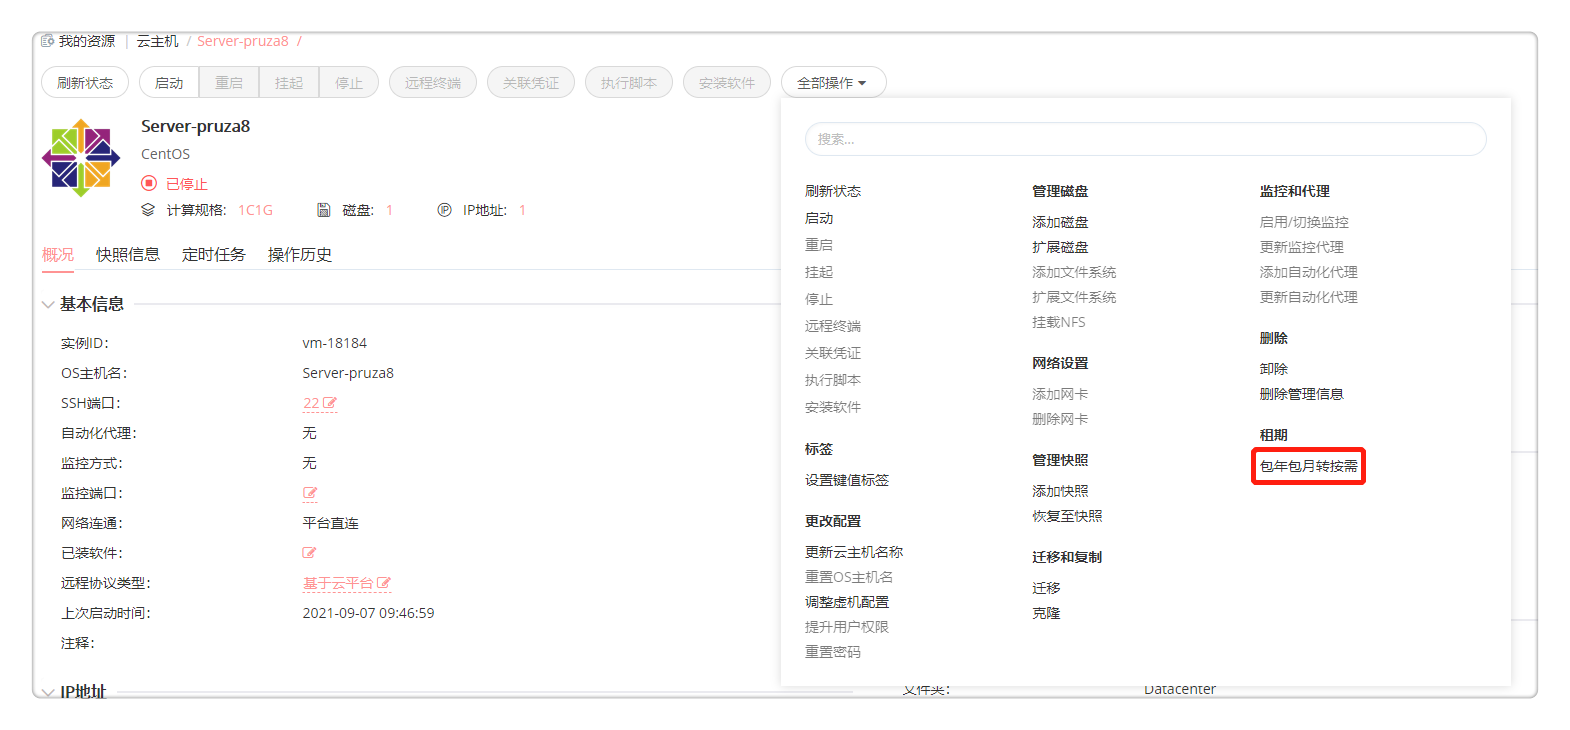 我的资源 | 云主机 / Server-pruza8 /
刷新状态 启动 重启 挂起 停止 远程终端 关联凭证 执行脚本 安装软件 全部操作
Server-pruza8
CentOS
已停止
计算规格: 1C1G 磁盘: 1 IP地址: 1
概况 快照信息 定时任务 操作历史
基本信息
实例ID: vm-18184
OS主机名: Server-pruza8
SSH端口: 22
自动化代理: 无
监控方式: 无
监控端口:
网络连通: 平台直连
已装软件:
远程协议类型: 基于云平台
上次启动时间: 2021-09-07 09:46:59
注释:
IP地址
搜索...
刷新状态
启动
重启
挂起
停止
远程终端
关联凭证
执行脚本
安装软件
标签
设置键值标签
更改配置
更新云主机名称
重置OS主机名
调整虚机配置
提升用户权限
重置密码
管理磁盘
添加磁盘
扩展磁盘
添加文件系统
扩展文件系统
挂载NFS
网络设置
添加网卡
删除网卡
管理快照
添加快照
恢复至快照
迁移和复制
迁移
克隆
监控和代理
启用/切换监控
更新监控代理
添加自动化代理
更新自动化代理
删除
卸除
删除管理信息
租期
包年包月转按需
文件夹: Datacenter